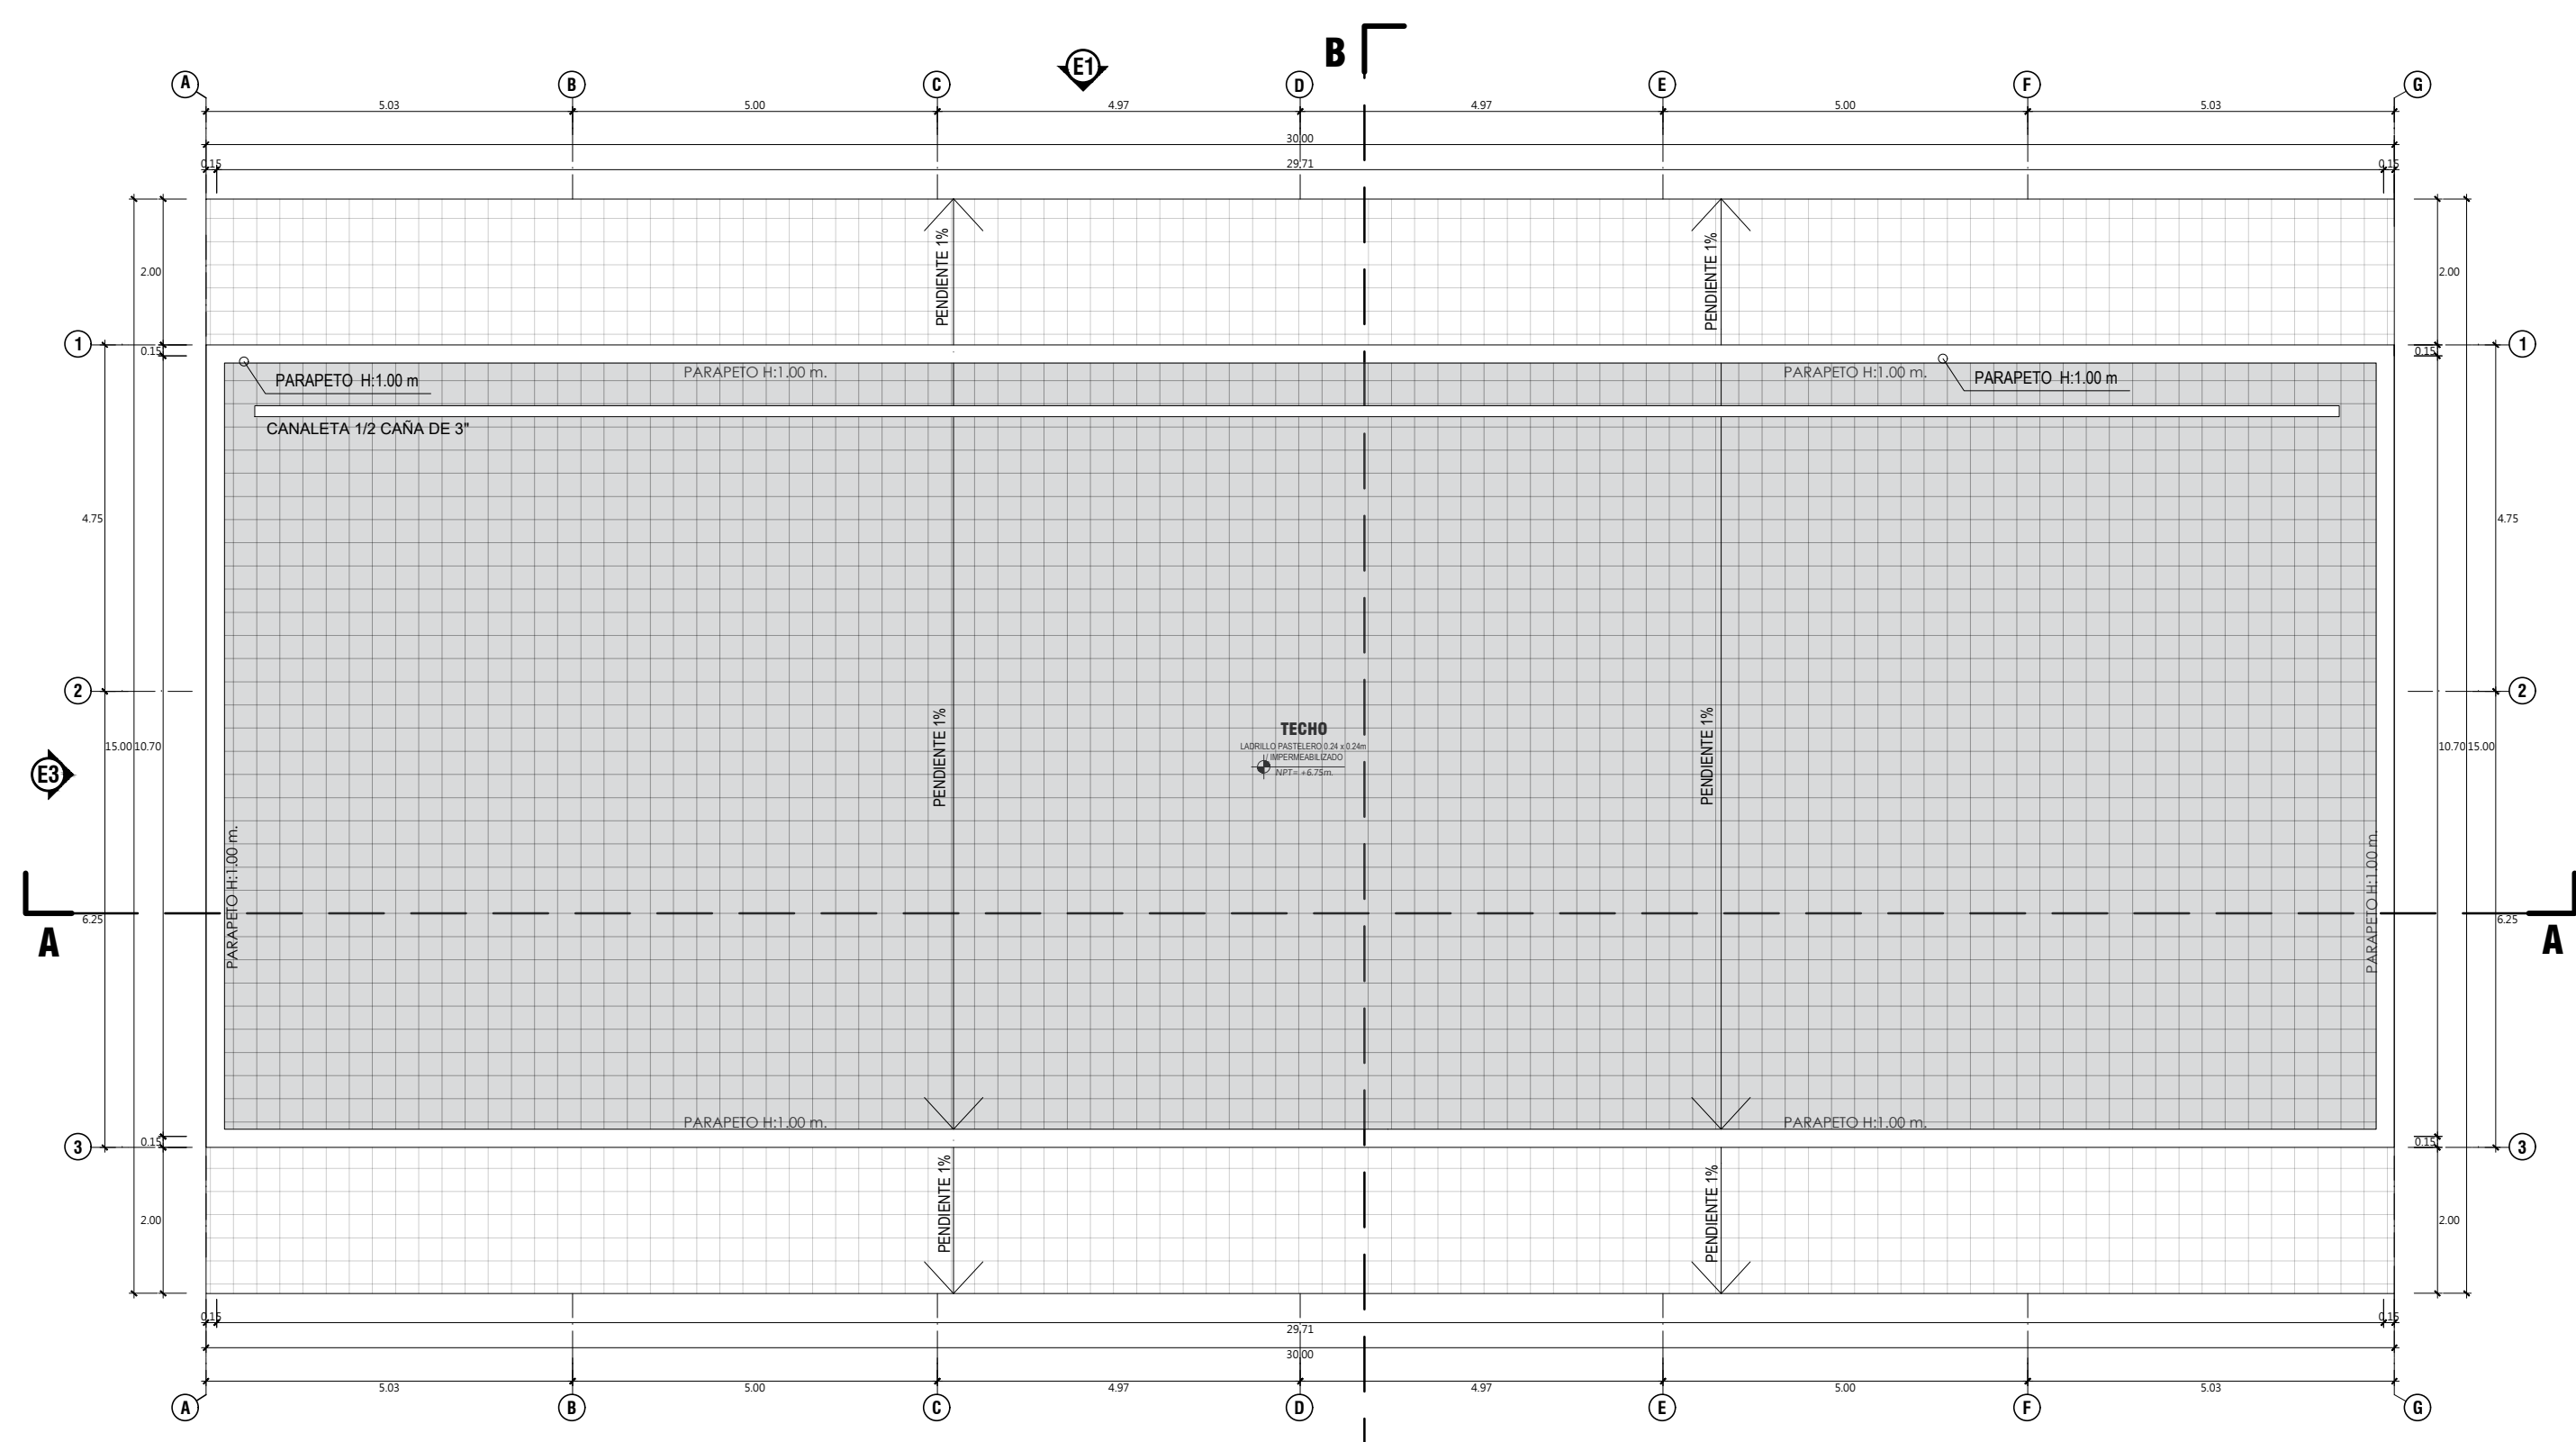 B
E1
A B C D E F G
5.03 5.00 4.97 4.97 5.00 5.03
30.00
0.15 29.71 0.15
2.00 PENDIENTE 1% PENDIENTE 1% 2.00
1 1
0.15 0.15
PARAPETO H:1.00 m PARAPETO H:1.00 m. PARAPETO H:1.00 m. PARAPETO H:1.00 m
CANALETA 1/2 CAÑA DE 3"
4.75 4.75
2 2
TECHO
LADRILLO PASTELERO 0.24 x 0.24m
/ IMPERMEABILIZADO
NPT= +6.75m.
15.00 10.70 PENDIENTE 1% PENDIENTE 1% 10.70 15.00
E3
PARAPETO H:1.00 m. PARAPETO H:1.00 m.
6.25 6.25
A A
PARAPETO H:1.00 m. PARAPETO H:1.00 m.
0.15 0.15
3 3
PENDIENTE 1% PENDIENTE 1%
2.00 2.00
0.15 29.71 0.15
30.00
5.03 5.00 4.97 4.97 5.00 5.03
A B C D E F G